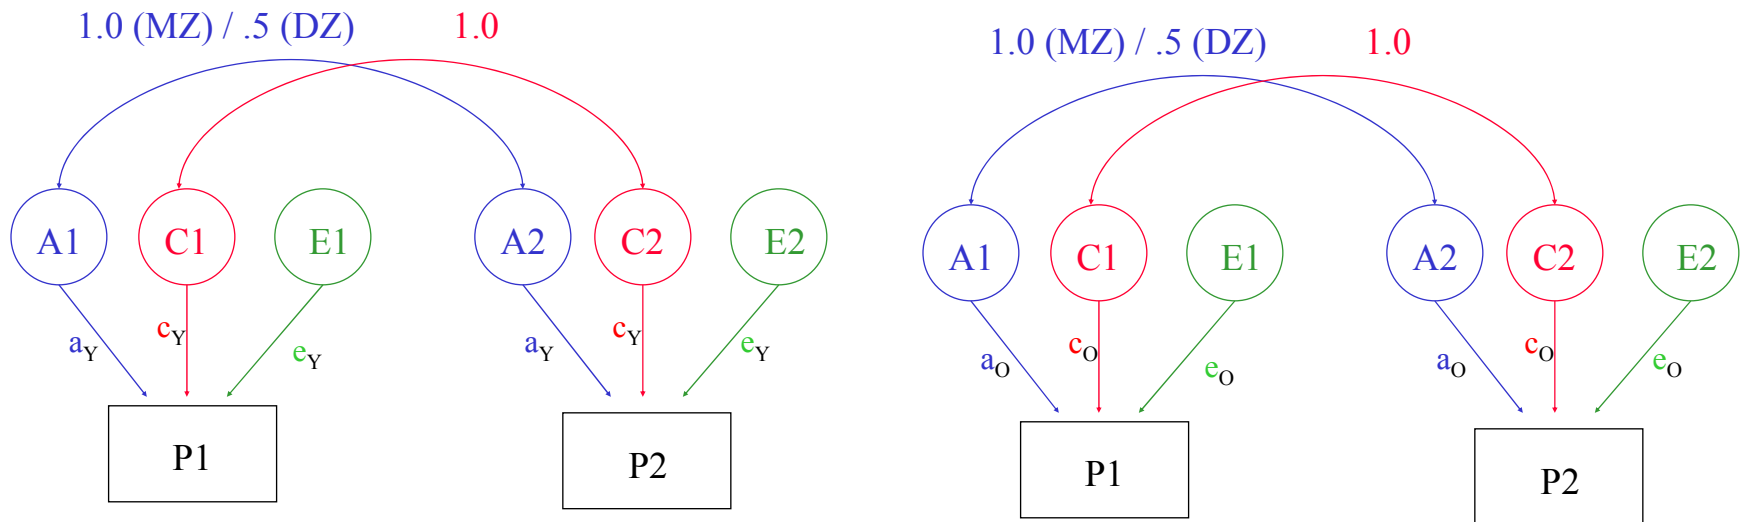 1.0 (MZ) / .5 (DZ) 1.0
A1 C1 E1 A2 C2 E2
aY cY eY aY cY eY
P1 P2
1.0 (MZ) / .5 (DZ) 1.0
A1 C1 E1 A2 C2 E2
aO cO eO aO cO eO
P1 P2